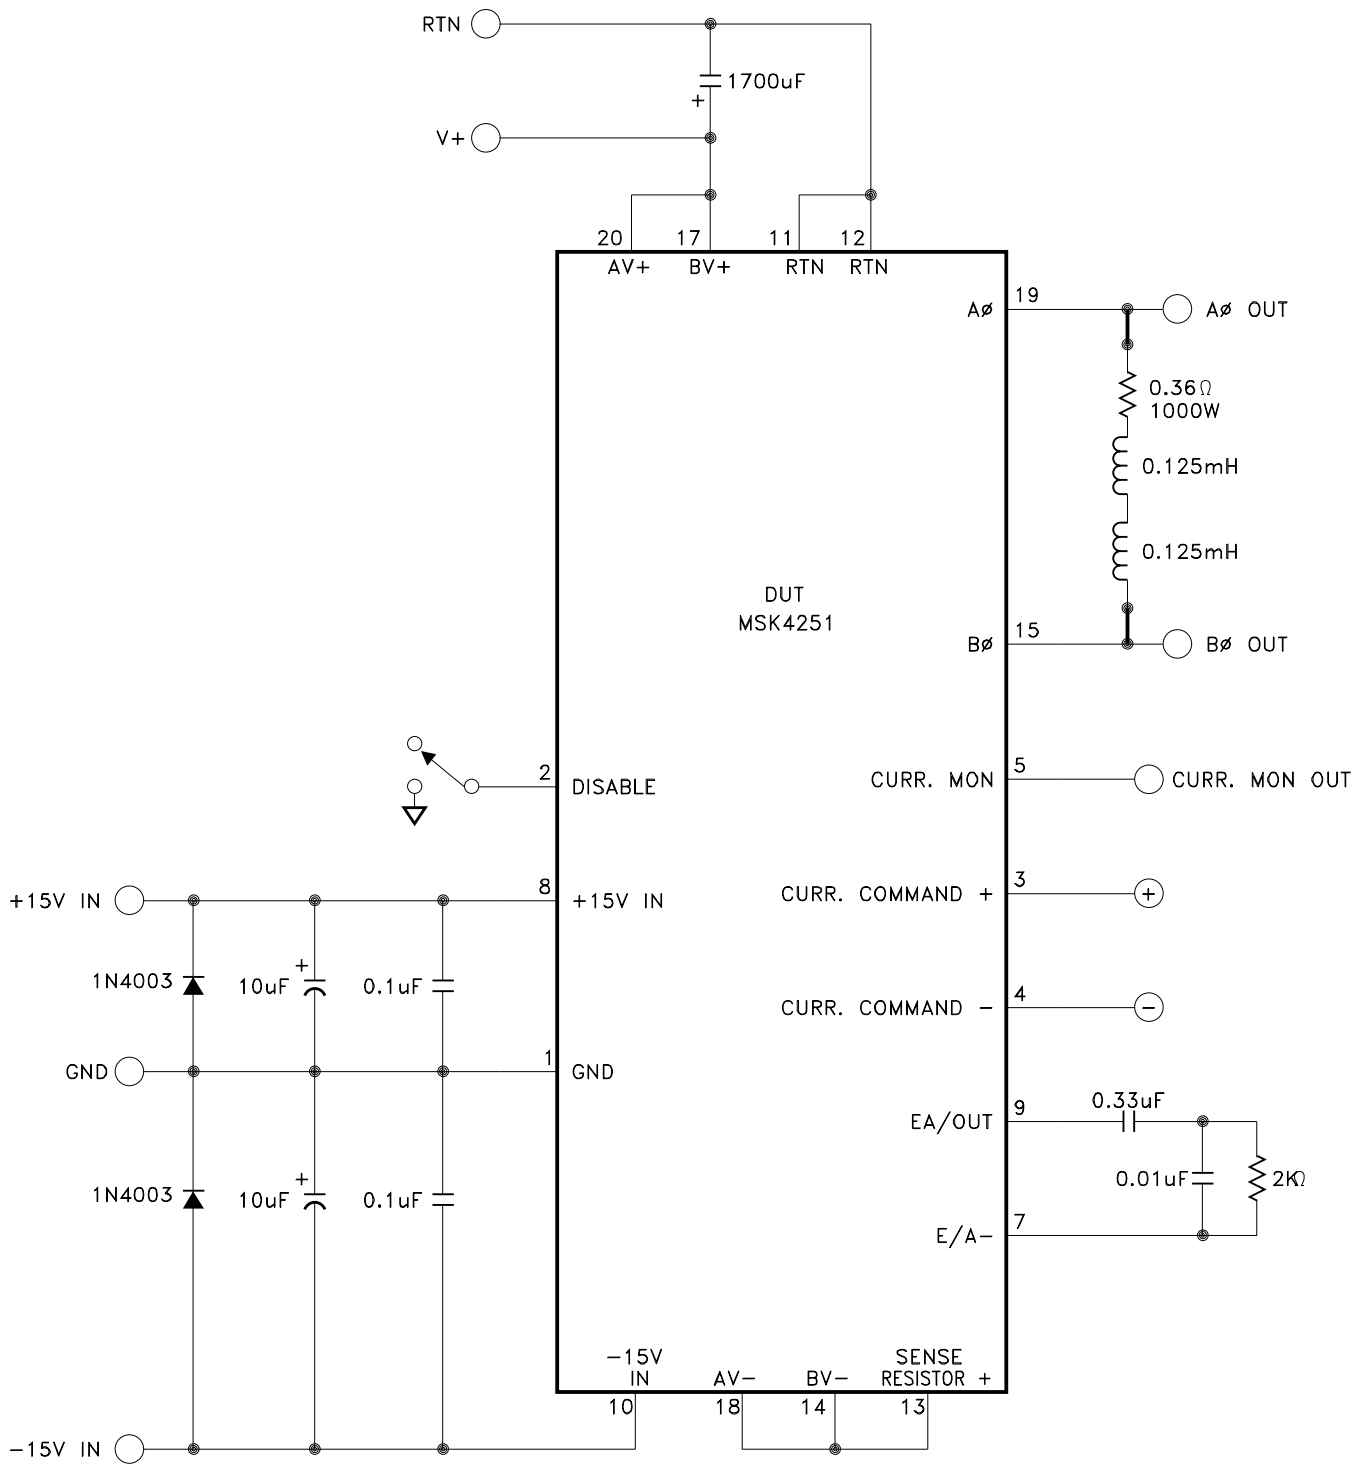 RTN
1700uF
+
V+
20 17 11 12
AV+ BV+ RTN RTN
19
AØ AØ OUT
0.36Ω
1000W
0.125mH
0.125mH
DUT
MSK4251
15
BØ BØ OUT
2
DISABLE
5
CURR. MON CURR. MON OUT
8
+15V IN +15V IN
3
CURR. COMMAND + +
+
1N4003 10uF 0.1uF
4
CURR. COMMAND - -
1
GND GND
0.33uF
9
EA/OUT
0.01uF 2KΩ
+
1N4003 10uF 0.1uF
7
E/A-
-15V
IN
AV-
BV-
SENSE
RESISTOR +
10 18 14 13
-15V IN